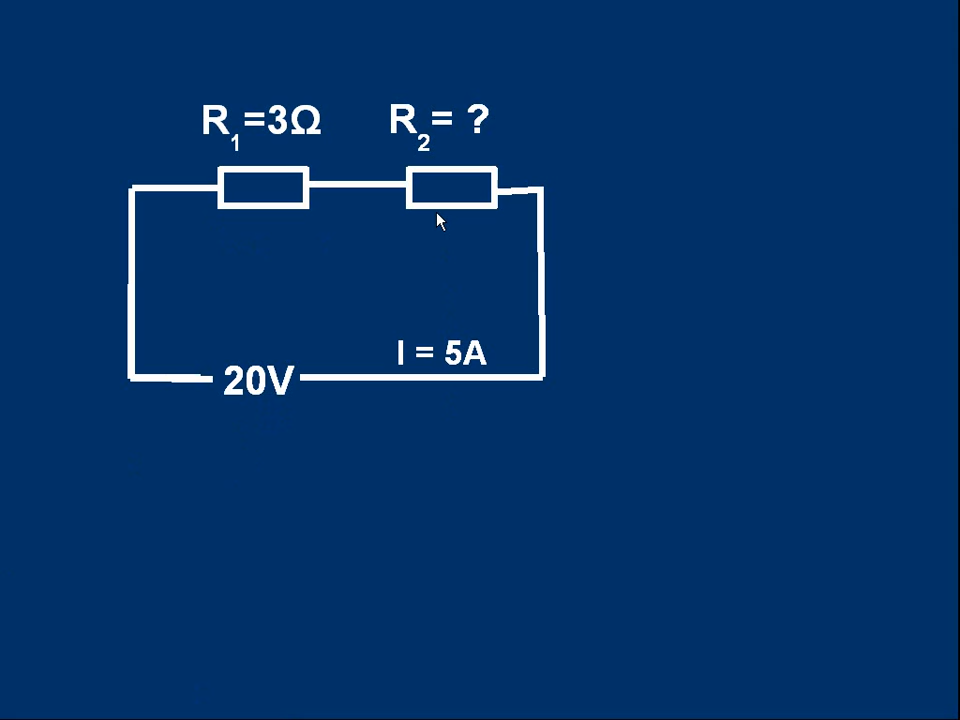 R₁=3Ω R₂= ?
I = 5A
20V